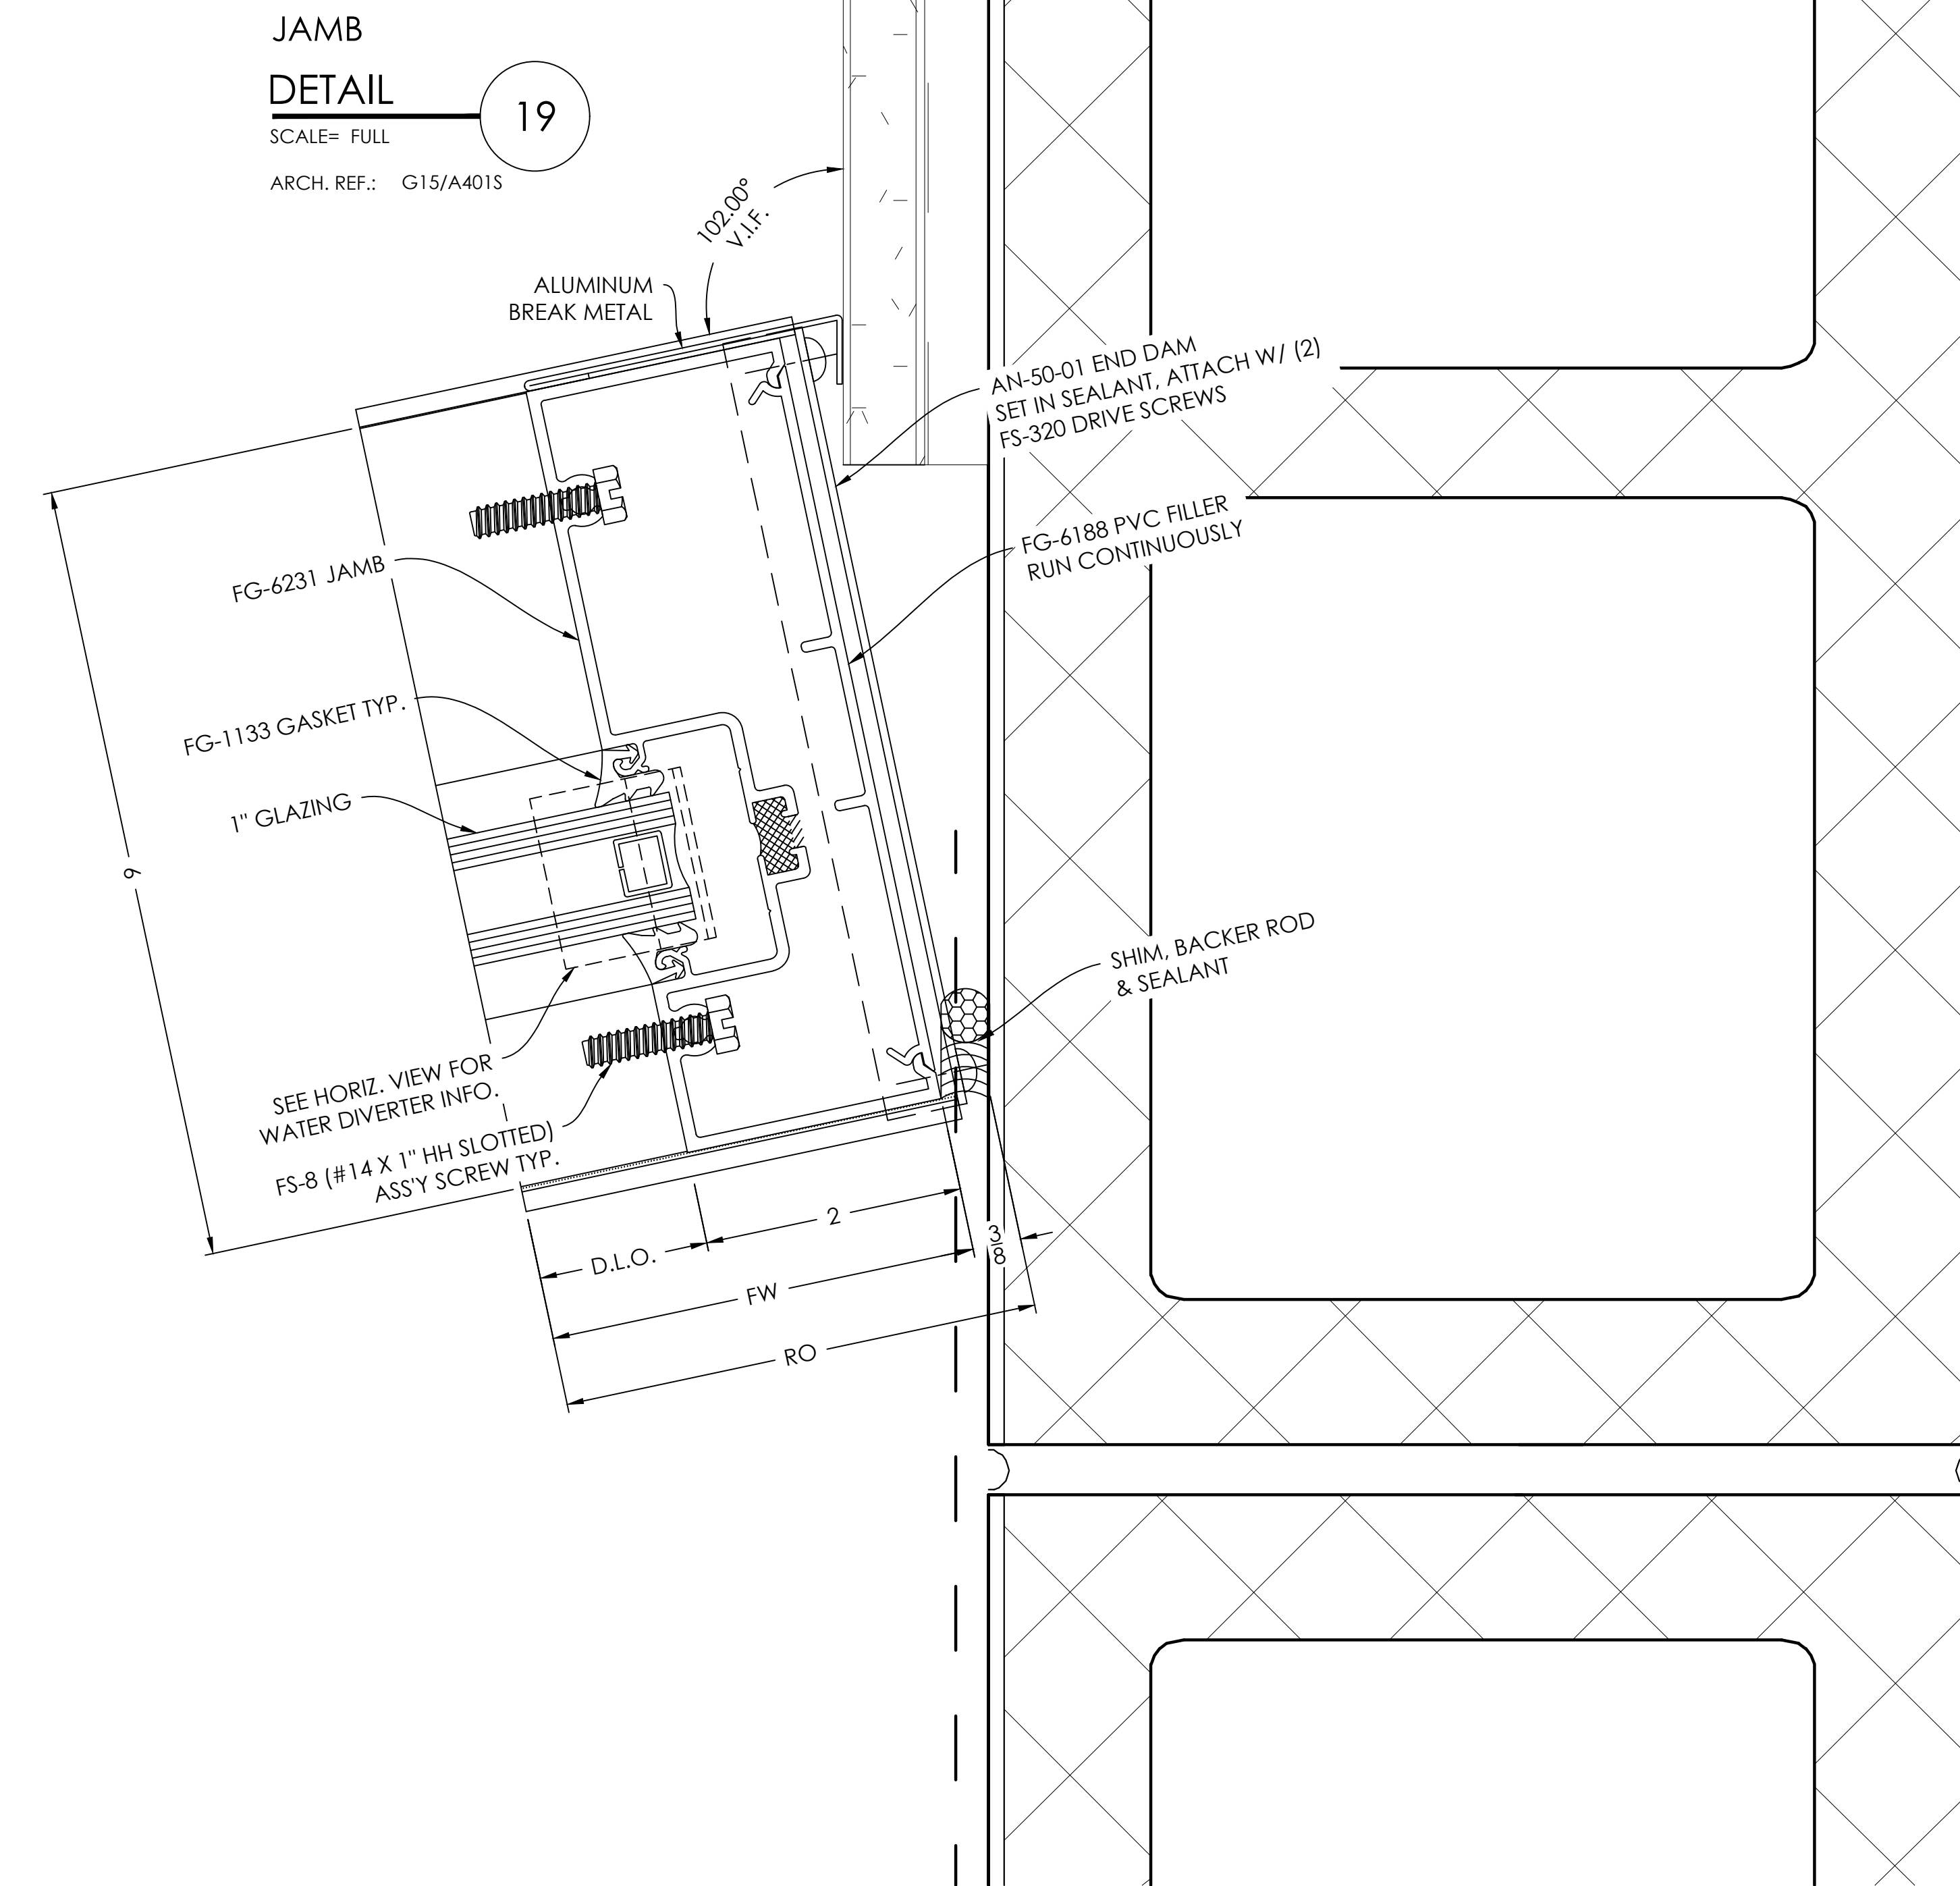 JAMB
DETAIL
19
SCALE= FULL
ARCH. REF.: G15/A401S
102.00°
V.I.F.
ALUMINUM
BREAK METAL
AN-50-01 END DAM
SET IN SEALANT, ATTACH W/ (2)
FS-320 DRIVE SCREWS
FG-6188 PVC FILLER
RUN CONTINUOUSLY
FG-6231 JAMB
FG-1133 GASKET TYP.
1" GLAZING
6
SHIM, BACKER ROD
& SEALANT
SEE HORIZ. VIEW FOR
WATER DIVERTER INFO.
FS-8 (#14 X 1" HH SLOTTED)
ASS'Y SCREW TYP.
D.L.O.
2
3/8
FW
RO